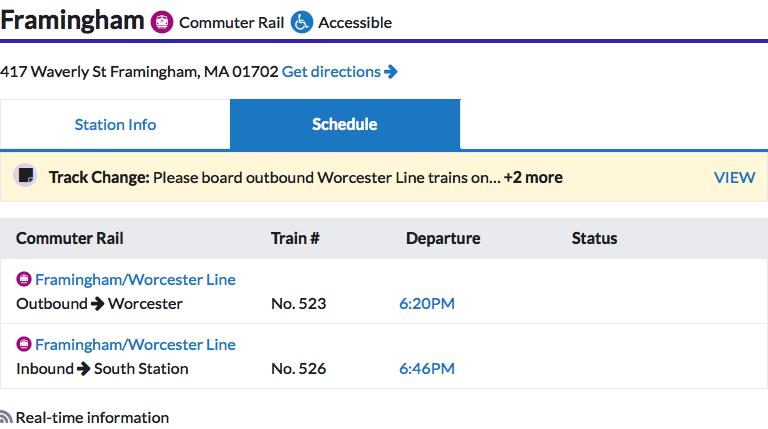 Framingham Commuter Rail Accessible
417 Waverly St Framingham, MA 01702 Get directions
Station Info Schedule
Track Change: Please board outbound Worcester Line trains on... +2 more VIEW
Commuter Rail Train # Departure Status
Framingham/Worcester Line
Outbound → Worcester No. 523 6:20PM
Framingham/Worcester Line
Inbound → South Station No. 526 6:46PM
Real-time information